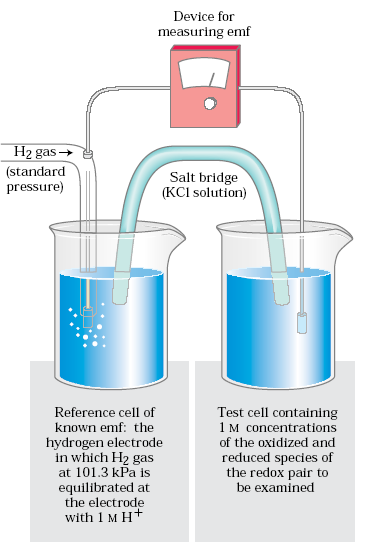 Device for
measuring emf
H2 gas→
(standard
pressure)
Salt bridge
(KCl solution)
Reference cell of
known emf: the
hydrogen electrode
in which H2 gas
at 101.3 kPa is
equilibrated at
the electrode
with 1 M H+
Test cell containing
1 M concentrations
of the oxidized and
reduced species of
the redox pair to
be examined